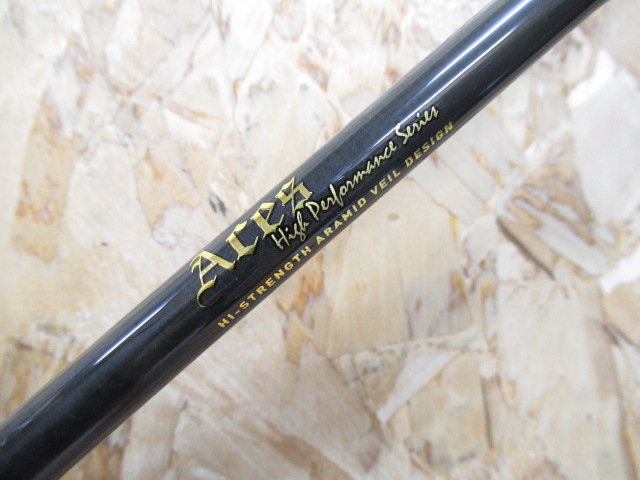 Aces
High Performance Series
HI-STRENGTH ARAMID VEIL DESIGN